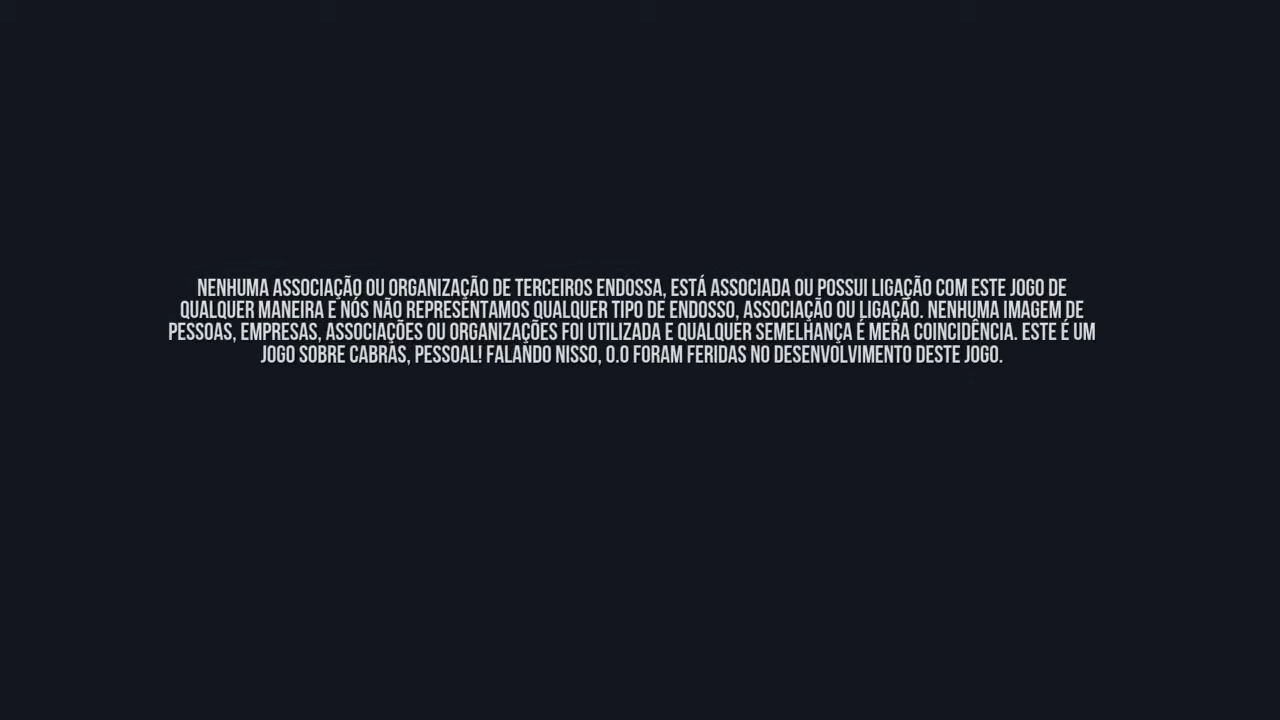 NENHUMA ASSOCIAÇÃO OU ORGANIZAÇÃO DE TERCEIROS ENDOSSA, ESTÁ ASSOCIADA OU POSSUI LIGAÇÃO COM ESTE JOGO DE
QUALQUER MANEIRA E NÓS NÃO REPRESENTAMOS QUALQUER TIPO DE ENDOSSO, ASSOCIAÇÃO OU LIGAÇÃO. NENHUMA IMAGEM DE
PESSOAS, EMPRESAS, ASSOCIAÇÕES OU ORGANIZAÇÕES FOI UTILIZADA E QUALQUER SEMELHANÇA É MERA COINCIDÊNCIA. ESTE É UM
JOGO SOBRE CABRAS, PESSOAL! FALANDO NISSO, 0.0 FORAM FERIDAS NO DESENVOLVIMENTO DESTE JOGO.